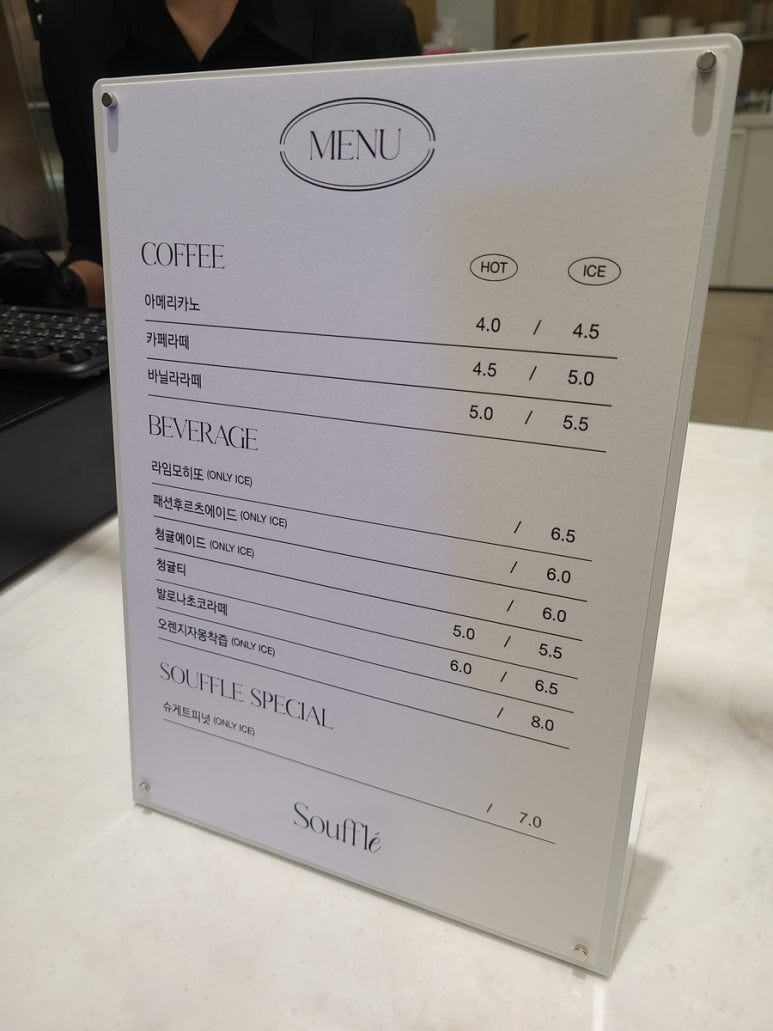 MENU
COFFEE HOT ICE
아메리카노 4.0 / 4.5
카페라떼 4.5 / 5.0
바닐라라떼 5.0 / 5.5
BEVERAGE
라임모히또 (ONLY ICE) / 6.5
패션후르츠에이드 (ONLY ICE) / 6.0
청귤에이드 (ONLY ICE) / 6.0
청귤티 5.0 / 5.5
발로나초코라떼 6.0 / 6.5
오렌지자몽착즙 (ONLY ICE) / 8.0
SOUFFLE SPECIAL
슈게트피넛 (ONLY ICE) / 7.0
Soufflé